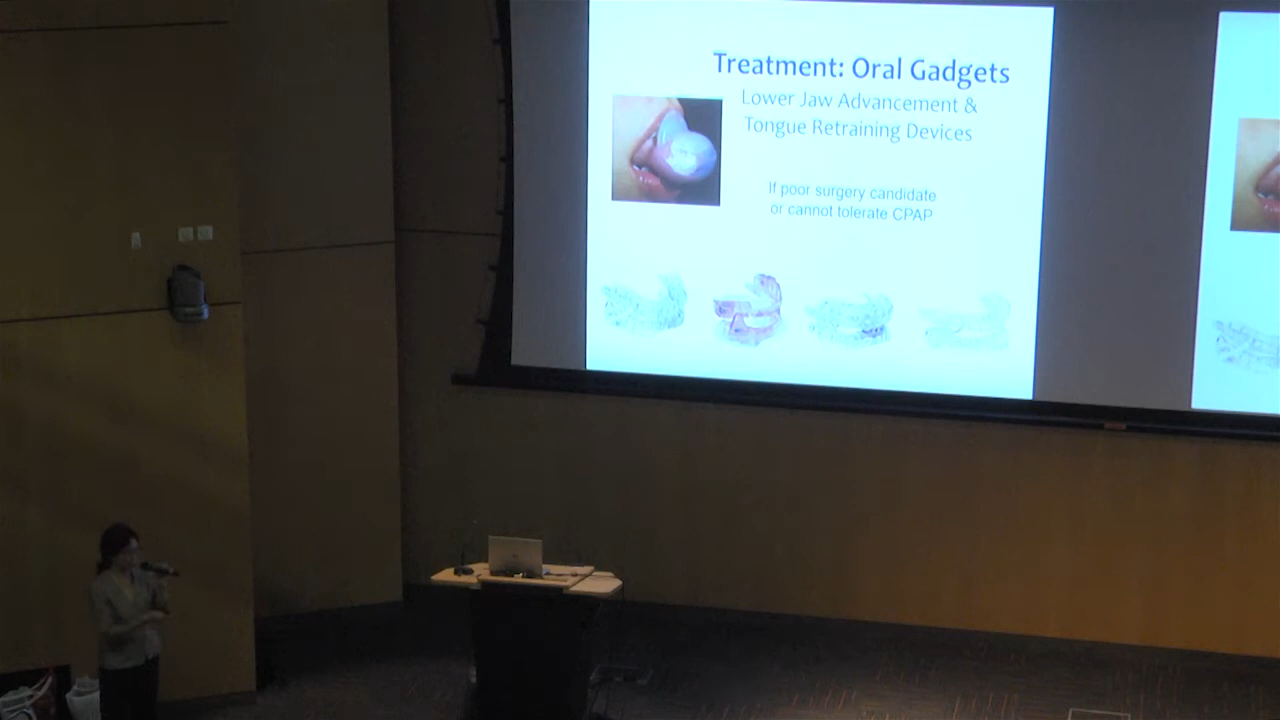 Treatment: Oral Gadgets
Lower Jaw Advancement &
Tongue Retraining Devices
If poor surgery candidate
or cannot tolerate CPAP